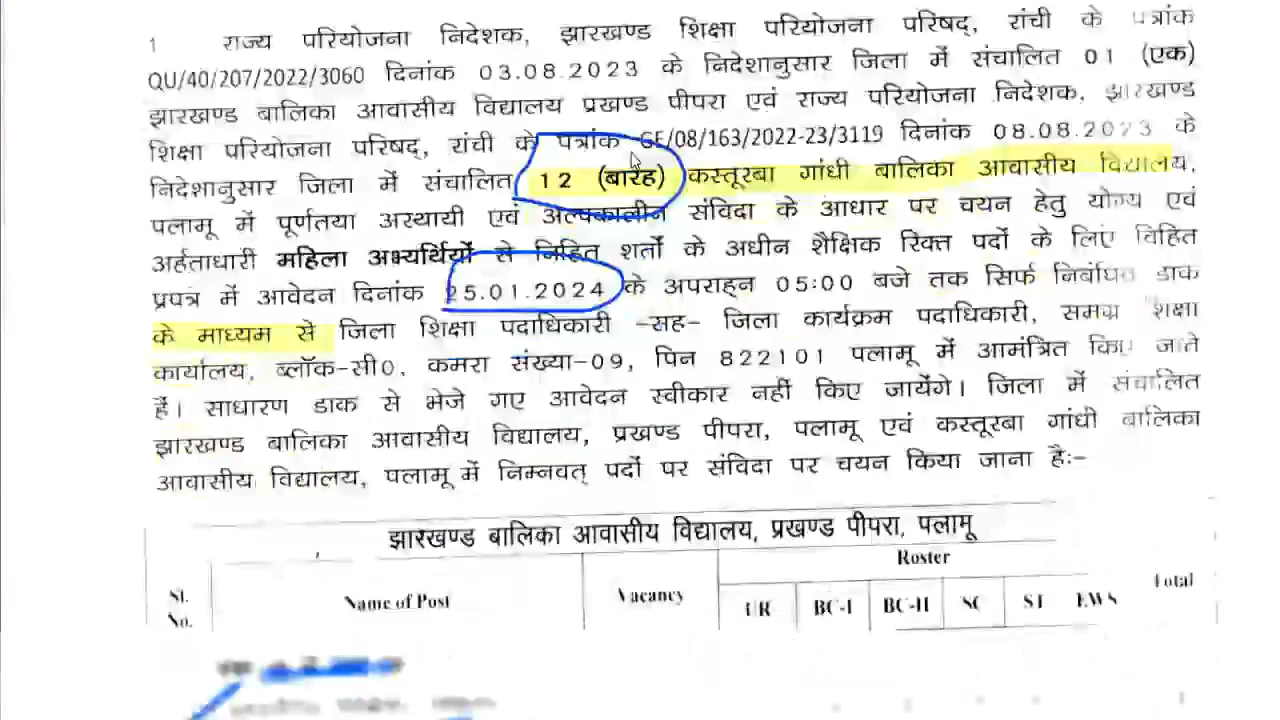 1 राज्य परियोजना निदेशक, झारखण्ड शिक्षा परियोजना परिषद्, रांची के पत्रांक
QU/40/207/2022/3060 दिनांक 03.08.2023 के निदेशानुसार जिला में संचालित 01 (एक)
झारखण्ड बालिका आवासीय विद्यालय प्रखण्ड पीपरा एवं राज्य परियोजना निदेशक, झारखण्ड
शिक्षा परियोजना परिषद्, रांची के पत्रांक GE/08/163/2022-23/3119 दिनांक 08.08.2023 के
निदेशानुसार जिला में संचालित 12 (बारह) कस्तूरबा गांधी बालिका आवासीय विद्यालय,
पलामू में पूर्णतया अस्थायी एवं अल्पकालीन संविदा के आधार पर चयन हेतु योग्य एवं
अर्हताधारी महिला अभ्यर्थियों से निहित शर्तों के अधीन शैक्षिक रिक्त पदों के लिए विहित
प्रपत्र में आवेदन दिनांक 25.01.2024 के अपराह्न 05:00 बजे तक सिर्फ निबंधित डाक
के माध्यम से जिला शिक्षा पदाधिकारी -सह- जिला कार्यक्रम पदाधिकारी, समग्र शिक्षा
कार्यालय, ब्लॉक-सी0, कमरा संख्या-09, पिन 822101 पलामू में आमंत्रित किए जाते
हैं। साधारण डाक से भेजे गए आवेदन स्वीकार नहीं किए जायेंगे। जिला में संचालित
झारखण्ड बालिका आवासीय विद्यालय, प्रखण्ड पीपरा, पलामू एवं कस्तूरबा गांधी बालिका
आवासीय विद्यालय, पलामू में निम्नवत् पदों पर संविदा पर चयन किया जाना है:-
झारखण्ड बालिका आवासीय विद्यालय, प्रखण्ड पीपरा, पलामू
Roster
Sl. No. Name of Post Vacancy UR BC-I BC-II SC ST EWS Total